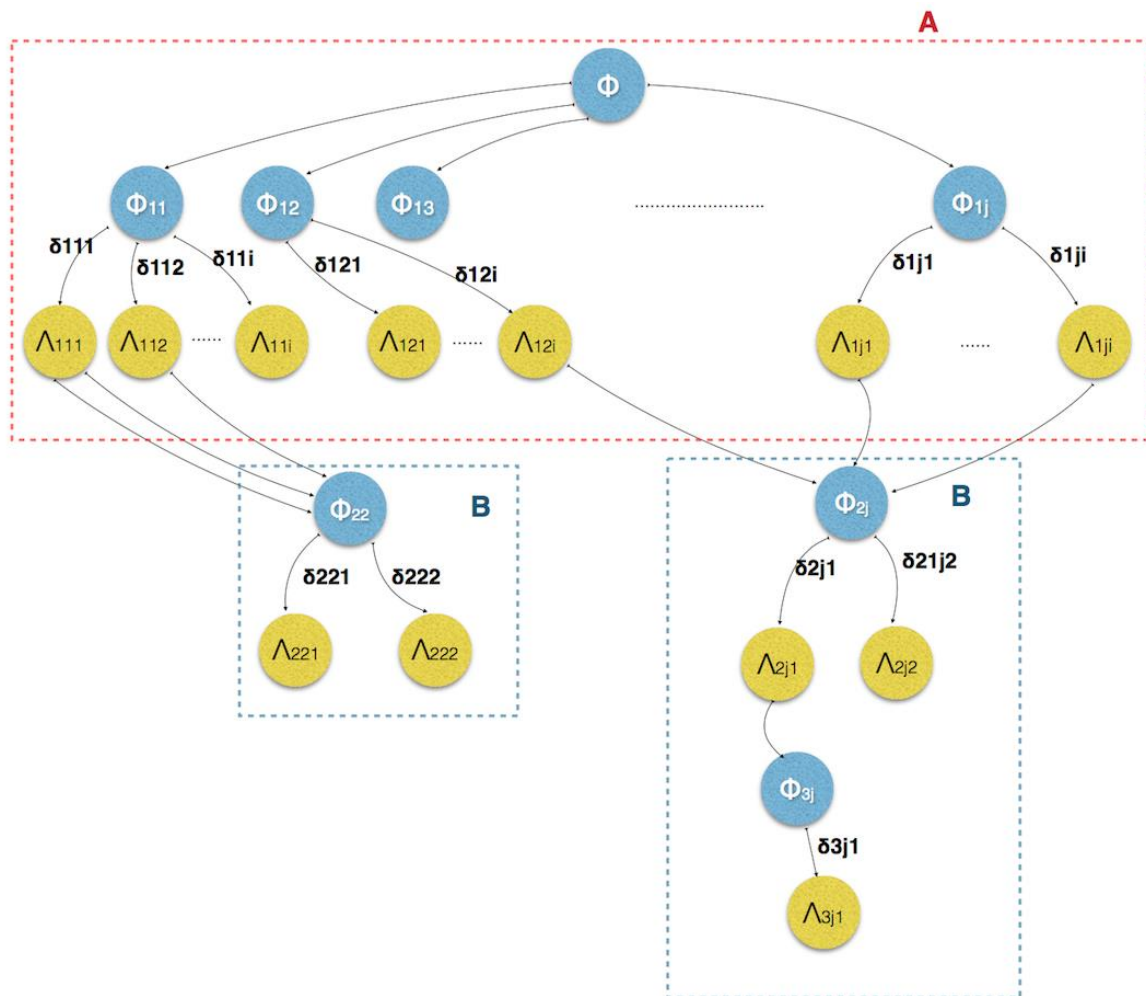 A
Φ
Φ11
Φ12
Φ13
....................
Φ1j
δ111
δ112
δ11i
δ121
δ12i
δ1j1
δ1ji
Λ111
Λ112
......
Λ11i
Λ121
......
Λ12i
Λ1j1
......
Λ1ji
B
Φ22
δ221
δ222
Λ221
Λ222
B
Φ2j
δ2j1
δ21j2
Λ2j1
Λ2j2
Φ3j
δ3j1
Λ3j1